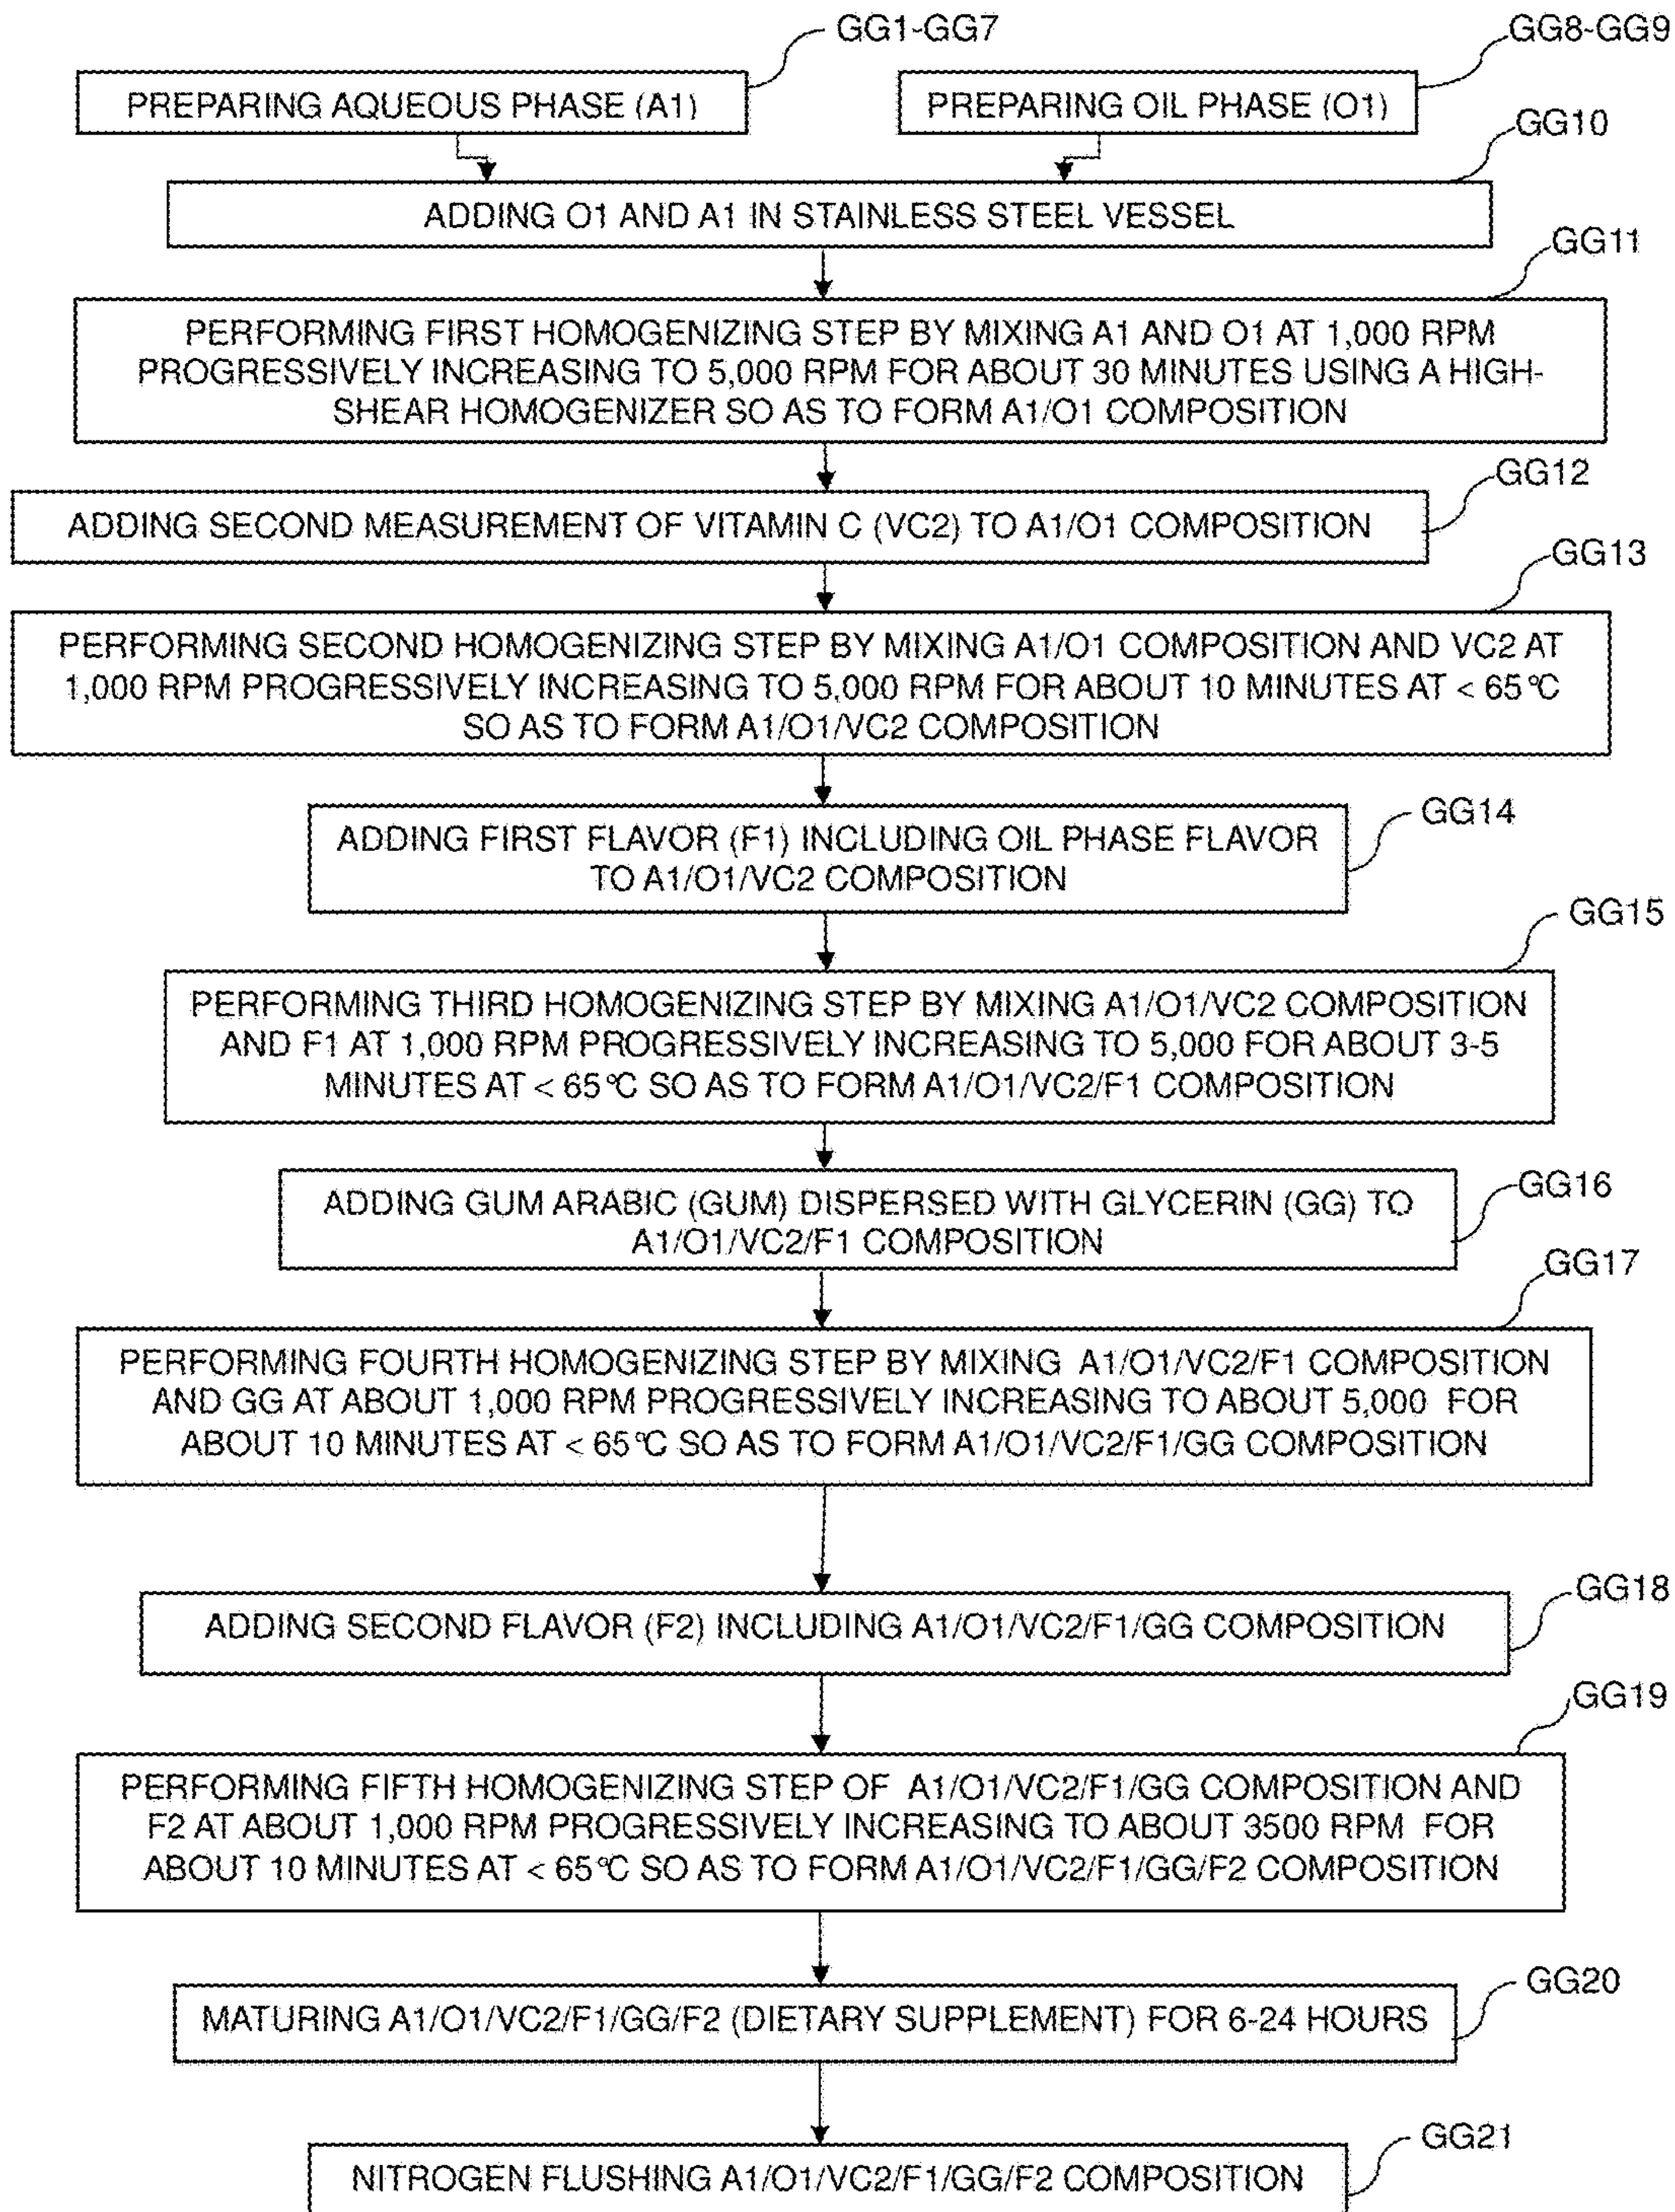 GG1-GG7
GG8-GG9
PREPARING AQUEOUS PHASE (A1)
PREPARING OIL PHASE (O1)
GG10
ADDING O1 AND A1 IN STAINLESS STEEL VESSEL
GG11
PERFORMING FIRST HOMOGENIZING STEP BY MIXING A1 AND O1 AT 1,000 RPM
PROGRESSIVELY INCREASING TO 5,000 RPM FOR ABOUT 30 MINUTES USING A HIGH-
SHEAR HOMOGENIZER SO AS TO FORM A1/O1 COMPOSITION
GG12
ADDING SECOND MEASUREMENT OF VITAMIN C (VC2) TO A1/O1 COMPOSITION
GG13
PERFORMING SECOND HOMOGENIZING STEP BY MIXING A1/O1 COMPOSITION AND VC2 AT
1,000 RPM PROGRESSIVELY INCREASING TO 5,000 RPM FOR ABOUT 10 MINUTES AT < 65°C
SO AS TO FORM A1/O1/VC2 COMPOSITION
GG14
ADDING FIRST FLAVOR (F1) INCLUDING OIL PHASE FLAVOR
TO A1/O1/VC2 COMPOSITION
GG15
PERFORMING THIRD HOMOGENIZING STEP BY MIXING A1/O1/VC2 COMPOSITION
AND F1 AT 1,000 RPM PROGRESSIVELY INCREASING TO 5,000 FOR ABOUT 3-5
MINUTES AT < 65°C SO AS TO FORM A1/O1/VC2/F1 COMPOSITION
GG16
ADDING GUM ARABIC (GUM) DISPERSED WITH GLYCERIN (GG) TO
A1/O1/VC2/F1 COMPOSITION
GG17
PERFORMING FOURTH HOMOGENIZING STEP BY MIXING A1/O1/VC2/F1 COMPOSITION
AND GG AT ABOUT 1,000 RPM PROGRESSIVELY INCREASING TO ABOUT 5,000 FOR
ABOUT 10 MINUTES AT < 65°C SO AS TO FORM A1/O1/VC2/F1/GG COMPOSITION
GG18
ADDING SECOND FLAVOR (F2) INCLUDING A1/O1/VC2/F1/GG COMPOSITION
GG19
PERFORMING FIFTH HOMOGENIZING STEP OF A1/O1/VC2/F1/GG COMPOSITION AND
F2 AT ABOUT 1,000 RPM PROGRESSIVELY INCREASING TO ABOUT 3500 RPM FOR
ABOUT 10 MINUTES AT < 65°C SO AS TO FORM A1/O1/VC2/F1/GG/F2 COMPOSITION
GG20
MATURING A1/O1/VC2/F1/GG/F2 (DIETARY SUPPLEMENT) FOR 6-24 HOURS
GG21
NITROGEN FLUSHING A1/O1/VC2/F1/GG/F2 COMPOSITION